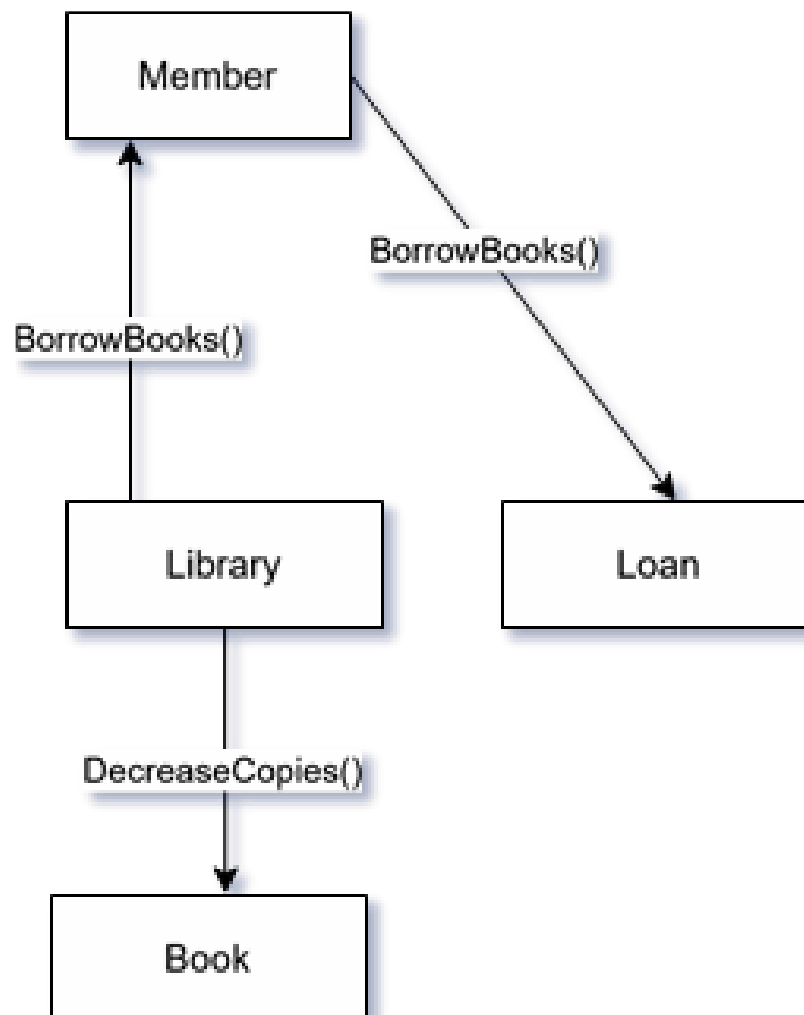 Member
BorrowBooks()
BorrowBooks()
Library
Loan
DecreaseCopies()
Book